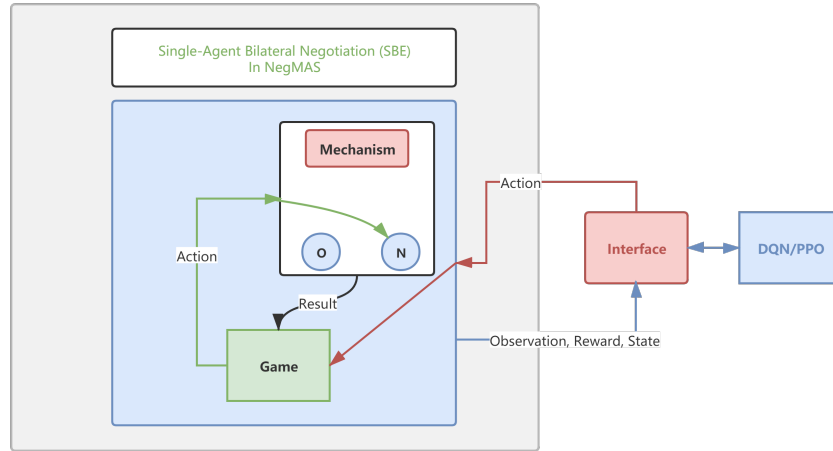 Single-Agent Bilateral Negotiation (SBE)
In NegMAS
Mechanism
Action
O
N
Action
Interface
DQN/PPO
Result
Observation, Reward, State
Game